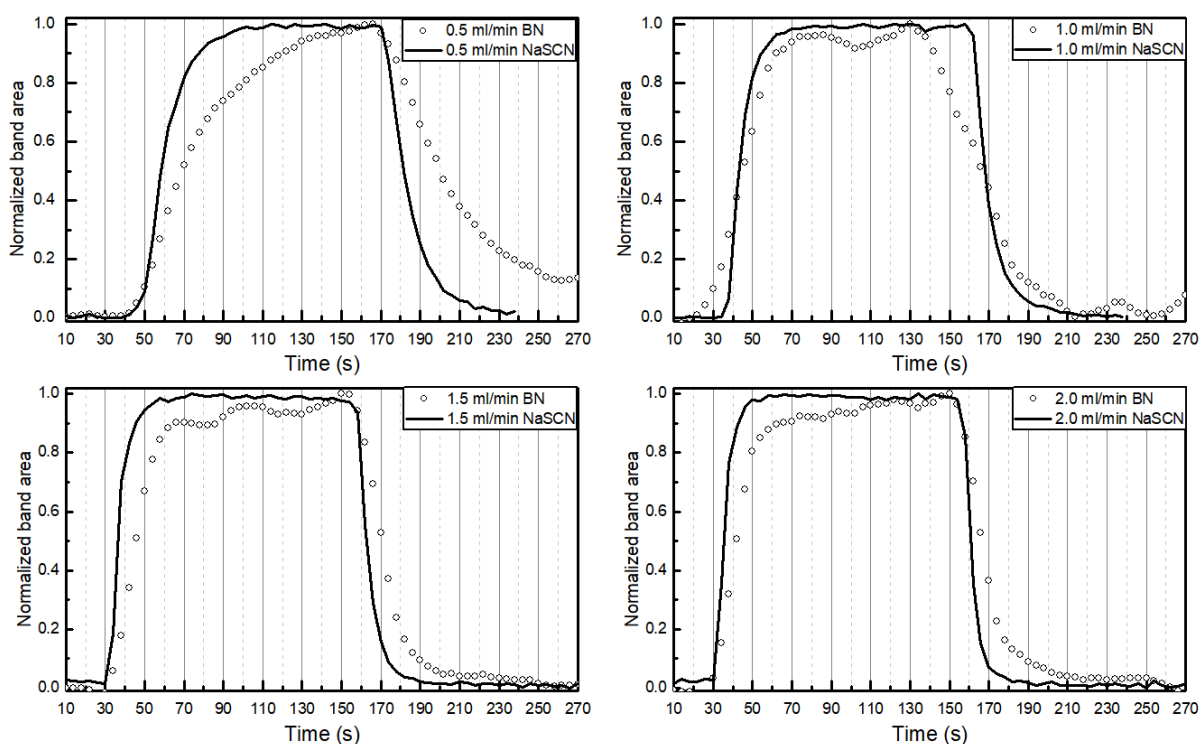 1.0
0.8
0.6
0.4
0.2
0.0
Normalized band area
0.5 ml/min BN
0.5 ml/min NaSCN
10 30 50 70 90 110 130 150 170 190 210 230 250 270
Time (s)
1.0
0.8
0.6
0.4
0.2
0.0
Normalized band area
1.0 ml/min BN
1.0 ml/min NaSCN
10 30 50 70 90 110 130 150 170 190 210 230 250 270
Time (s)
1.0
0.8
0.6
0.4
0.2
0.0
Normalized band area
1.5 ml/min BN
1.5 ml/min NaSCN
10 30 50 70 90 110 130 150 170 190 210 230 250 270
Time (s)
1.0
0.8
0.6
0.4
0.2
0.0
Normalized band area
2.0 ml/min BN
2.0 ml/min NaSCN
10 30 50 70 90 110 130 150 170 190 210 230 250 270
Time (s)